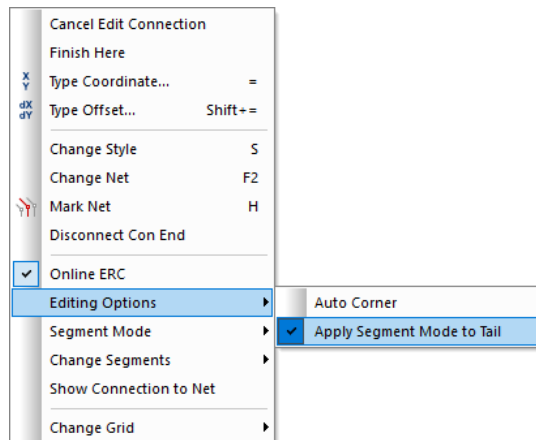 Cancel Edit Connection
Finish Here
X
Y
Type Coordinate... =
dX
dY
Type Offset... Shift+=
Change Style S
Change Net F2
Mark Net H
Disconnect Con End
Online ERC
Editing Options
Auto Corner
Segment Mode
Apply Segment Mode to Tail
Change Segments
Show Connection to Net
Change Grid